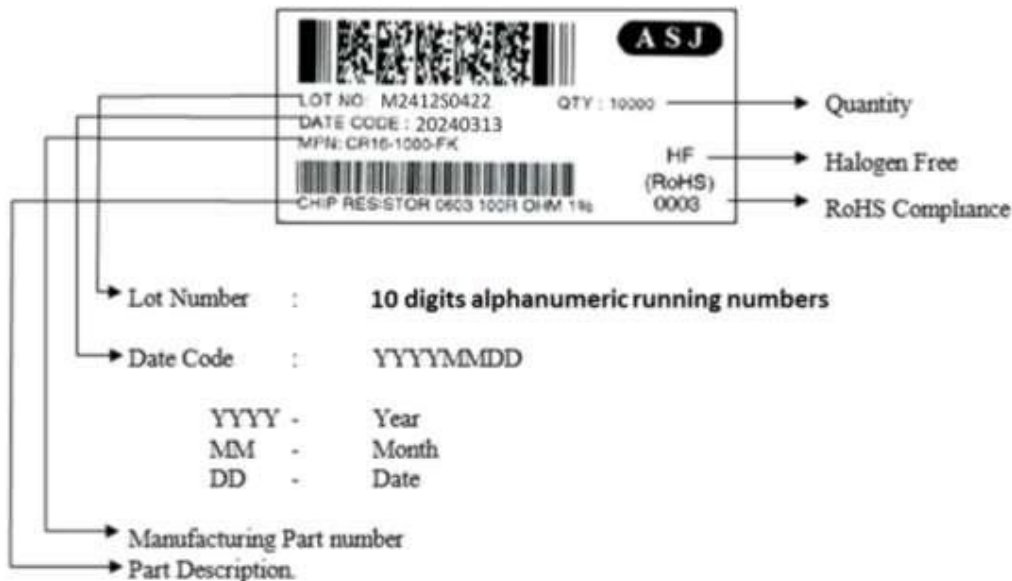 ASJ
LOT NO: M2412S0422 QTY : 10000
DATE CODE : 20240313
MPN: CR16-1000-FK
HF
(RoHS)
CHIP RESISTOR 0603 100R OHM 1% 0003
Quantity
Halogen Free
RoHS Compliance
Lot Number : 10 digits alphanumeric running numbers
Date Code : YYYYMMDD
YYYY - Year
MM - Month
DD - Date
Manufacturing Part number
Part Description.